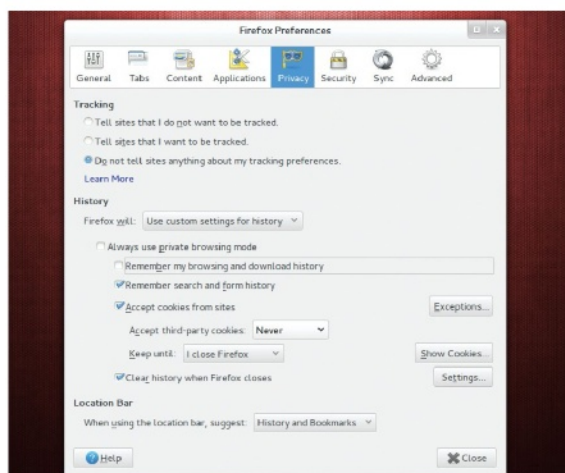 Firefox Preferences
General Tabs Content Applications Privacy Security Sync Advanced
Tracking
Tell sites that I do not want to be tracked.
Tell sites that I want to be tracked.
Do not tell sites anything about my tracking preferences.
Learn More
History
Firefox will: Use custom settings for history
Always use private browsing mode
Remember my browsing and download history
Remember search and form history
Accept cookies from sites Exceptions...
Accept third-party cookies: Never
Keep until: I close Firefox Show Cookies...
Clear history when Firefox closes Settings...
Location Bar
When using the location bar, suggest: History and Bookmarks
Help Close